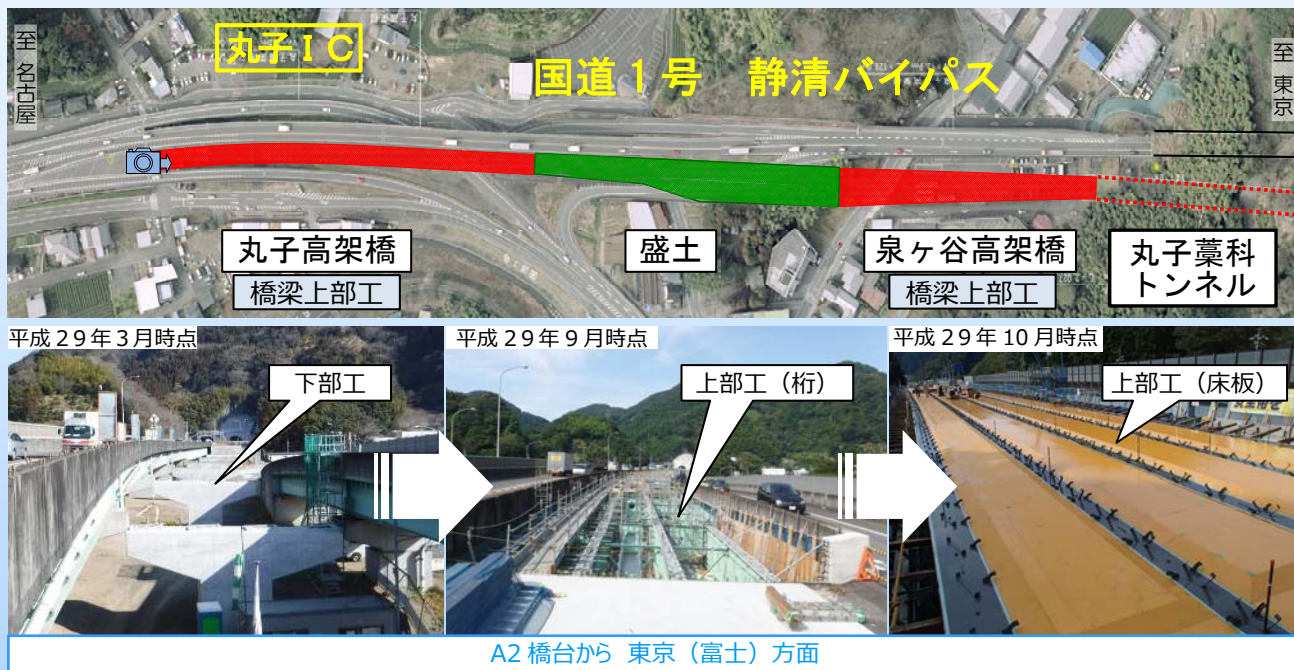 至 名古屋
丸子IC
国道1号 静清バイパス
至 東京
丸子高架橋
橋梁上部工
盛土
泉ヶ谷高架橋
橋梁上部工
丸子藁科
トンネル
平成29年3月時点
下部工
平成29年9月時点
上部工（桁）
平成29年10月時点
上部工（床板）
A2橋台から 東京（富士）方面